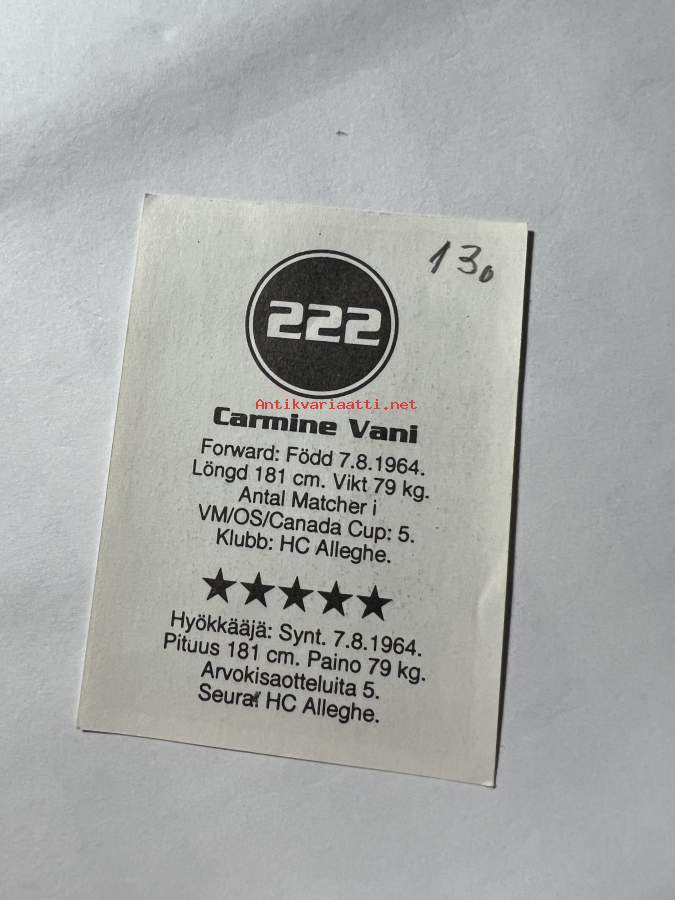 13,
222
Antikvariaatti.net
Carmine Vani
Forward: Född 7.8.1964.
Löngd 181 cm. Vikt 79 kg.
Antal Matcher i
VM/OS/Canada Cup: 5.
Klubb: HC Alleghe.
★★★★★
Hyökkääjä: Synt. 7.8.1964.
Pituus 181 cm. Paino 79 kg.
Arvokisaotteluita 5.
Seura: HC Alleghe.